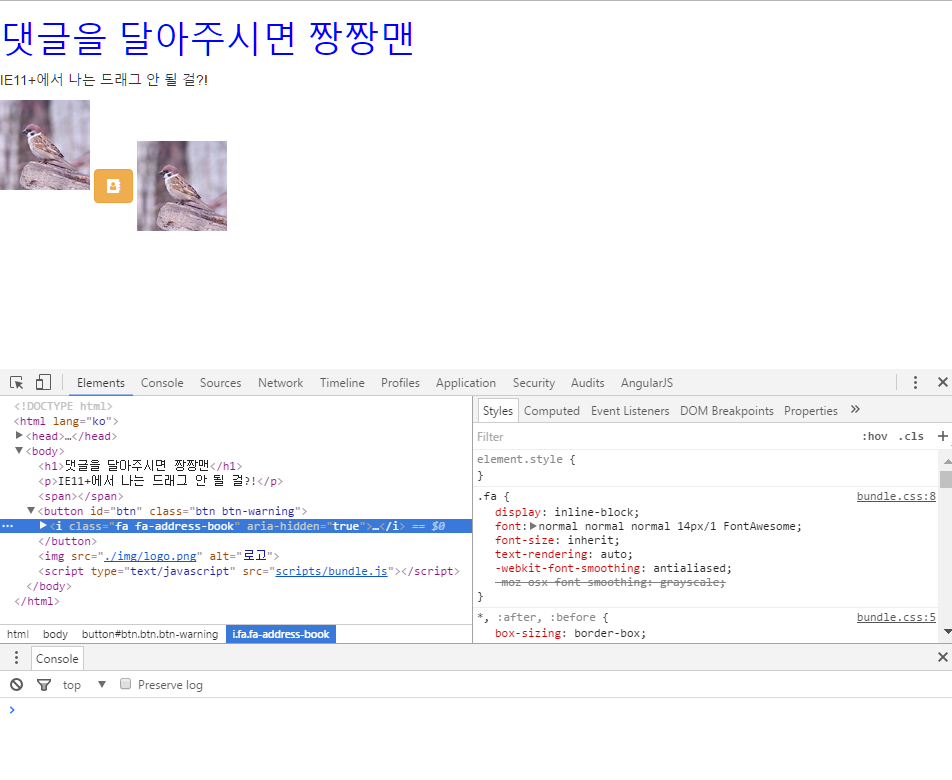 댓글을 달아주시면 짱짱맨
IE11+에서 나는 드래그 안 될 걸?!
Elements Console Sources Network Timeline Profiles Application Security Audits AngularJS
<!DOCTYPE html>
<html lang="ko">
<head>…</head>
<body>
<h1>댓글을 달아주시면 짱짱맨</h1>
<p>IE11+에서 나는 드래그 안 될 걸?!</p>
<span></span>
<button id="btn" class="btn btn-warning">
… <i class="fa fa-address-book" aria-hidden="true">…</i> == $0
</button>
<img src="./img/logo.png" alt="로고">
<script type="text/javascript" src="scripts/bundle.js"></script>
</body>
</html>
html body button#btn.btn.btn-warning i.fa.fa-address-book
Styles Computed Event Listeners DOM Breakpoints Properties »
Filter :hov .cls +
element.style {
}
.fa { bundle.css:8
display: inline-block;
font: normal normal normal 14px/1 FontAwesome;
font-size: inherit;
text-rendering: auto;
-webkit-font-smoothing: antialiased;
-moz-osx-font-smoothing: grayscale;
}
*, :after, :before { bundle.css:5
box-sizing: border-box;
Console
top Preserve log
>